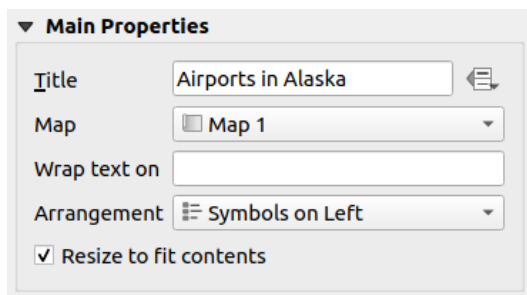 Main Properties
Title Airports in Alaska
Map Map 1
Wrap text on
Arrangement Symbols on Left
Resize to fit contents